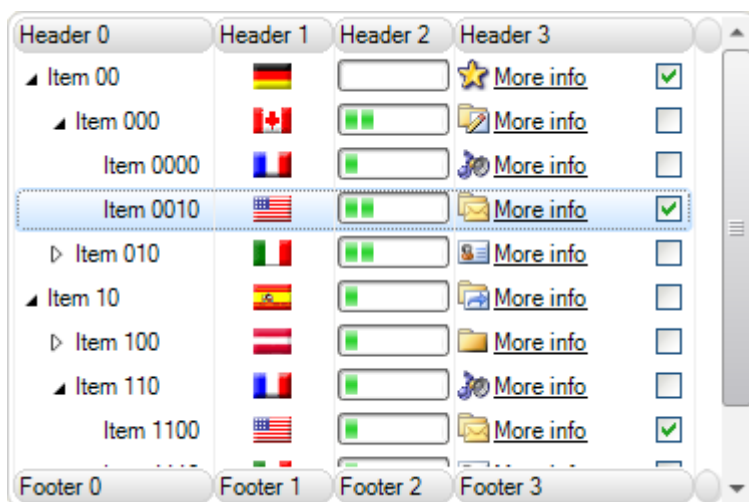 Header 0 Header 1 Header 2 Header 3
Item 00 More info
Item 000 More info
Item 0000 More info
Item 0010 More info
Item 010 More info
Item 10 More info
Item 100 More info
Item 110 More info
Item 1100 More info
Footer 0 Footer 1 Footer 2 Footer 3